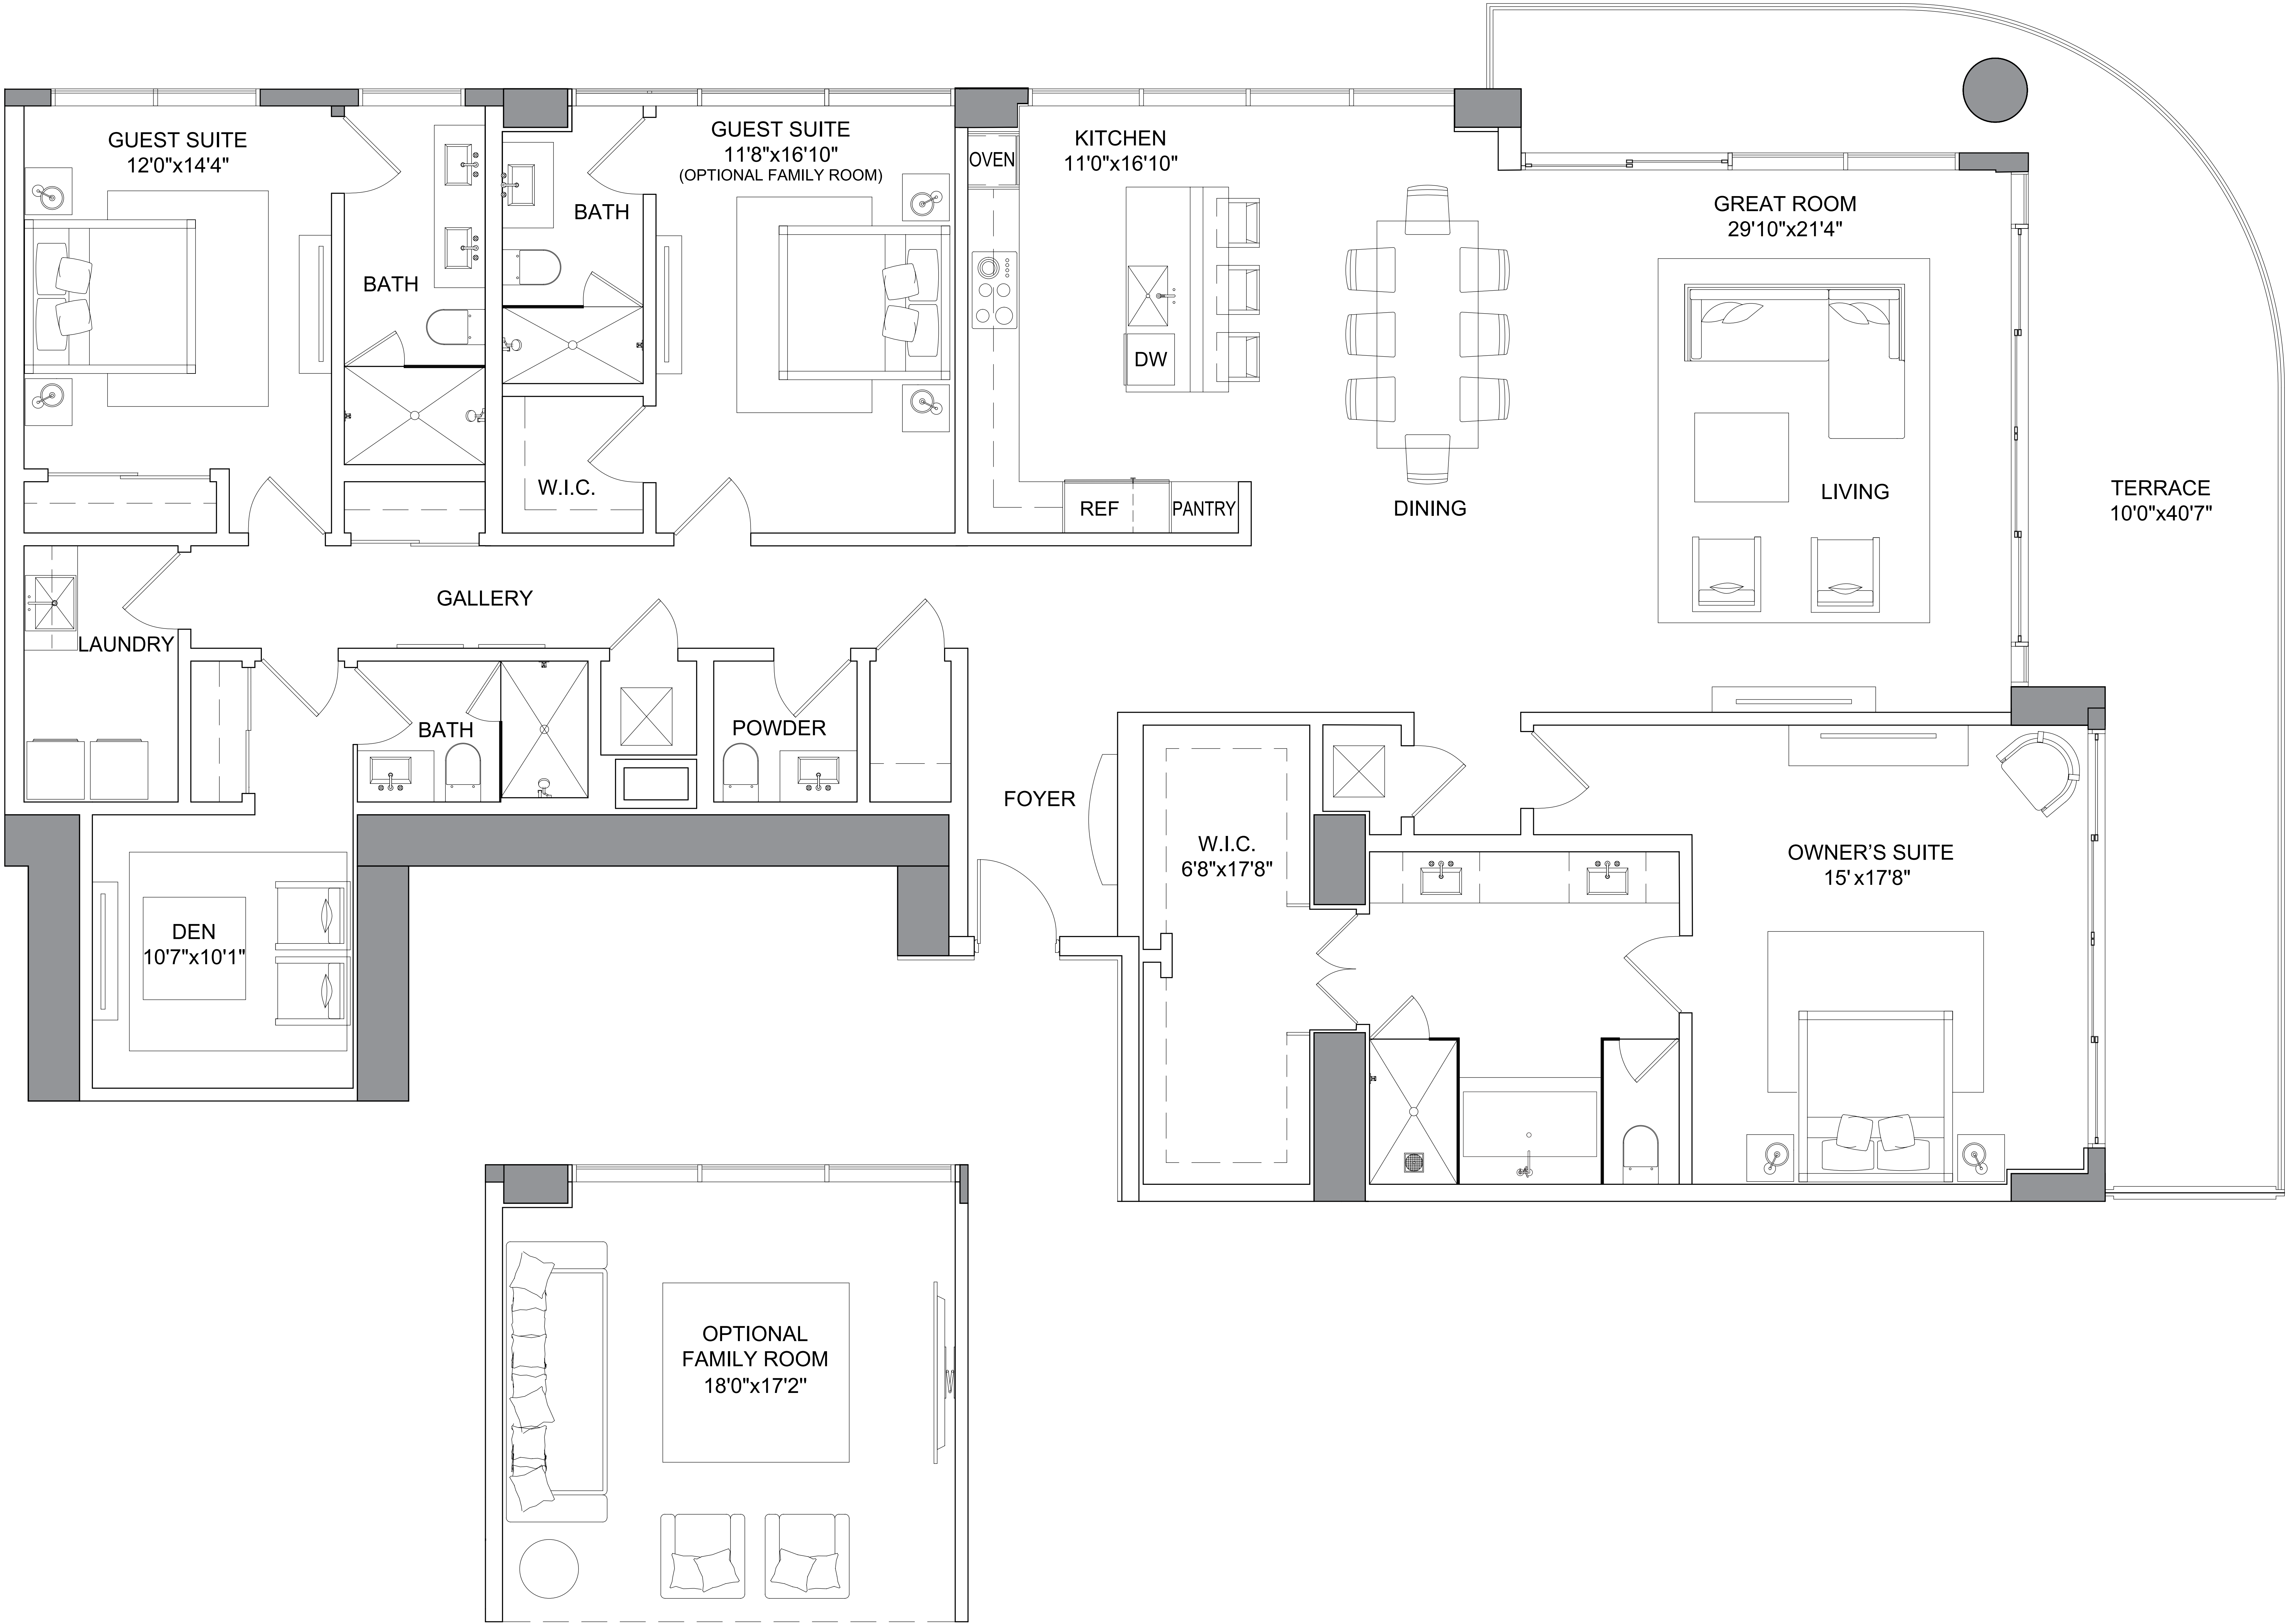 GUEST SUITE
12'0"x14'4"
BATH
BATH
GUEST SUITE
11'8"x16'10"
(OPTIONAL FAMILY ROOM)
OVEN
KITCHEN
11'0"x16'10"
DW
GREAT ROOM
29'10"x21'4"
W.I.C.
REF
PANTRY
DINING
LIVING
TERRACE
10'0"x40'7"
GALLERY
LAUNDRY
BATH
POWDER
FOYER
W.I.C.
6'8"x17'8"
OWNER'S SUITE
15' x17'8"
DEN
10'7"x10'1"
OPTIONAL
FAMILY ROOM
18'0"x17'2"